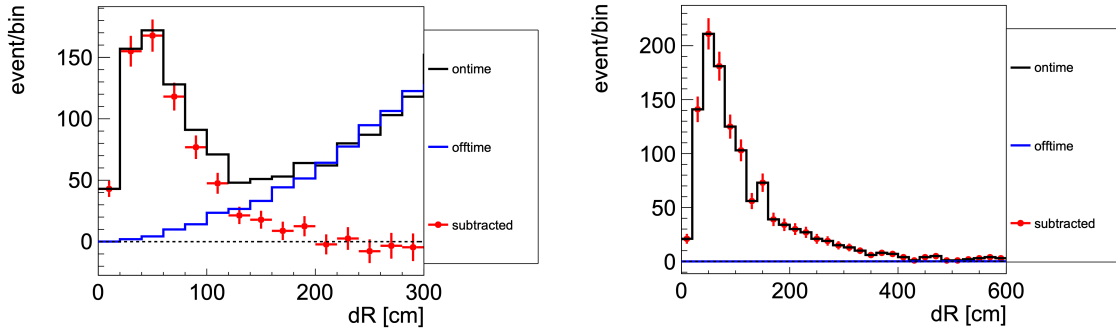 event/bin
150
100
50
0
0 100 200 300
dR [cm]
ontime
offtime
subtracted
event/bin
200
150
100
50
0
0 200 400 600
dR [cm]
ontime
offtime
subtracted